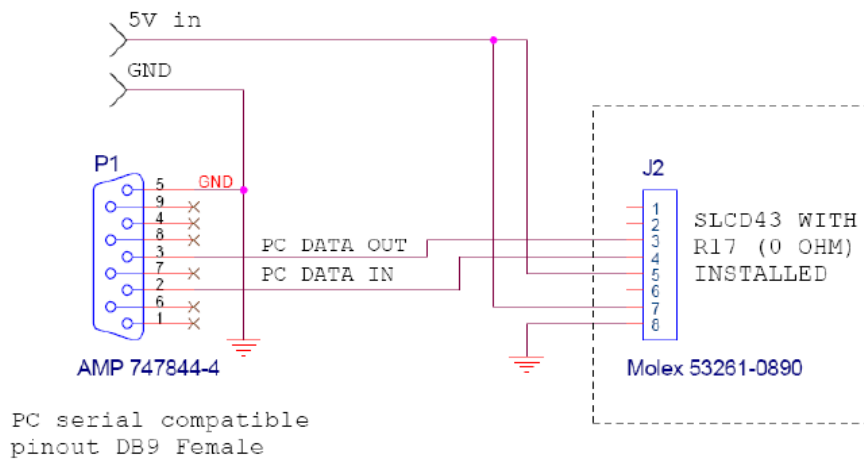 5V in
GND
P1
5
GND
9
4
8
3
PC DATA OUT
7
PC DATA IN
2
6
1
AMP 747844-4
PC serial compatible
pinout DB9 Female
J2
1
2
3
4
5
6
7
8
SLCD43 WITH
R17 (0 OHM)
INSTALLED
Molex 53261-0890